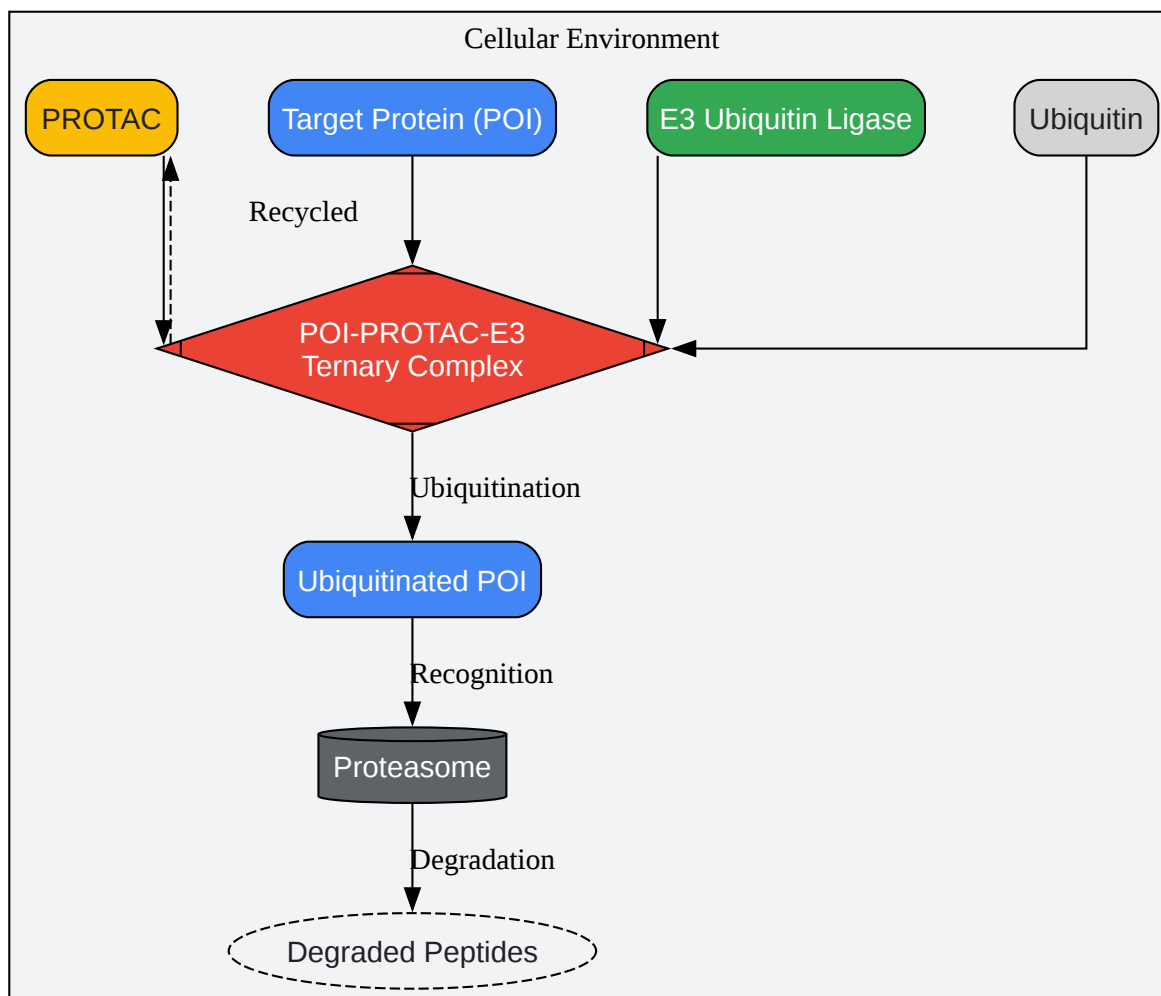 Cellular Environment
PROTAC
Target Protein (POI)
E3 Ubiquitin Ligase
Ubiquitin
Recycled
POI-PROTAC-E3
Ternary Complex
Ubiquitination
Ubiquitinated POI
Recognition
Proteasome
Degradation
Degraded Peptides